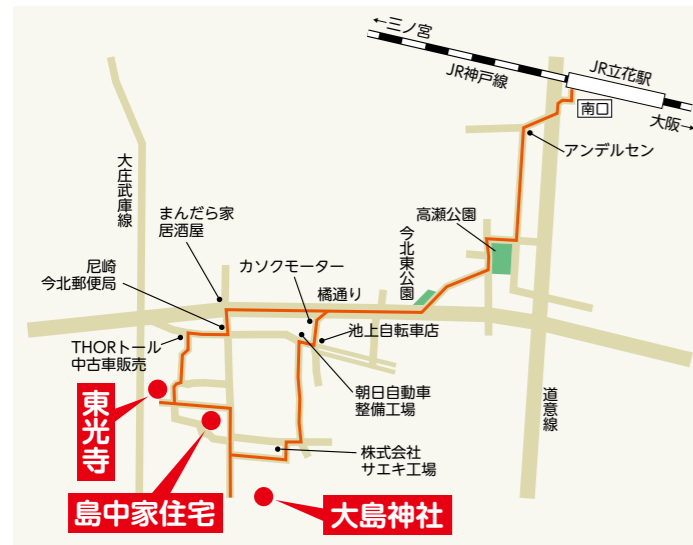 ←三ノ宮
JR神戸線
JR立花駅
南口
大阪→
アンデルセン
大庄武庫線
まんだら家
居酒屋
高瀬公園
今北東公園
尼崎
今北郵便局
カソクモーター
橘通り
池上自転車店
THORトール
中古車販売
朝日自動車
整備工場
道意線
東光寺
株式会社
サエキ工場
島中家住宅
大島神社